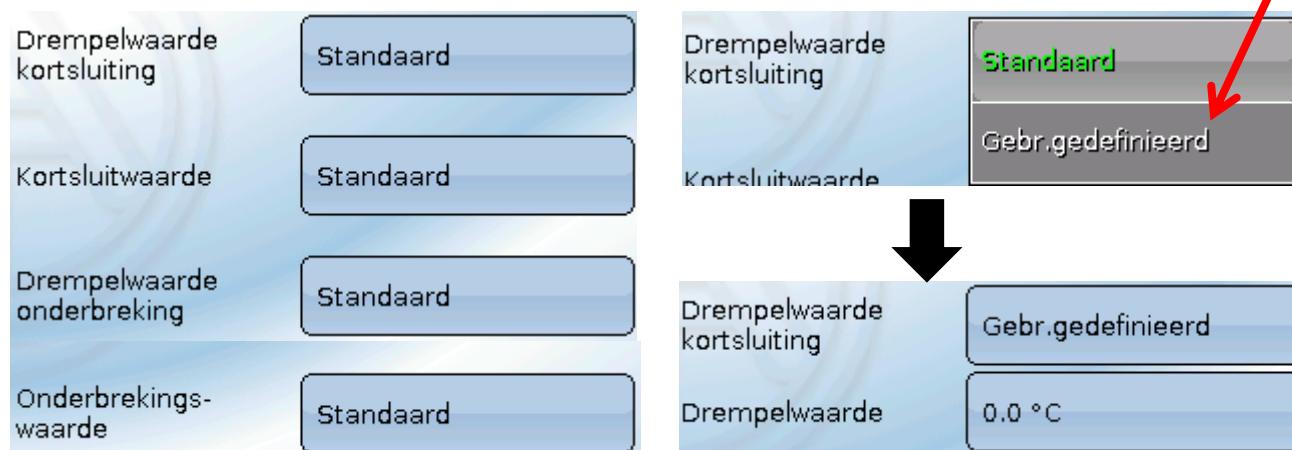 Drempelwaarde
kortsluiting
Standaard
Kortsluitwaarde
Standaard
Drempelwaarde
onderbreking
Standaard
Onderbrekings-
waarde
Standaard
Drempelwaarde
kortsluiting
Standaard
Gebr.gedefinieerd
Kortsluitwaarde
Drempelwaarde
kortsluiting
Gebr.gedefinieerd
Drempelwaarde
0.0 °C